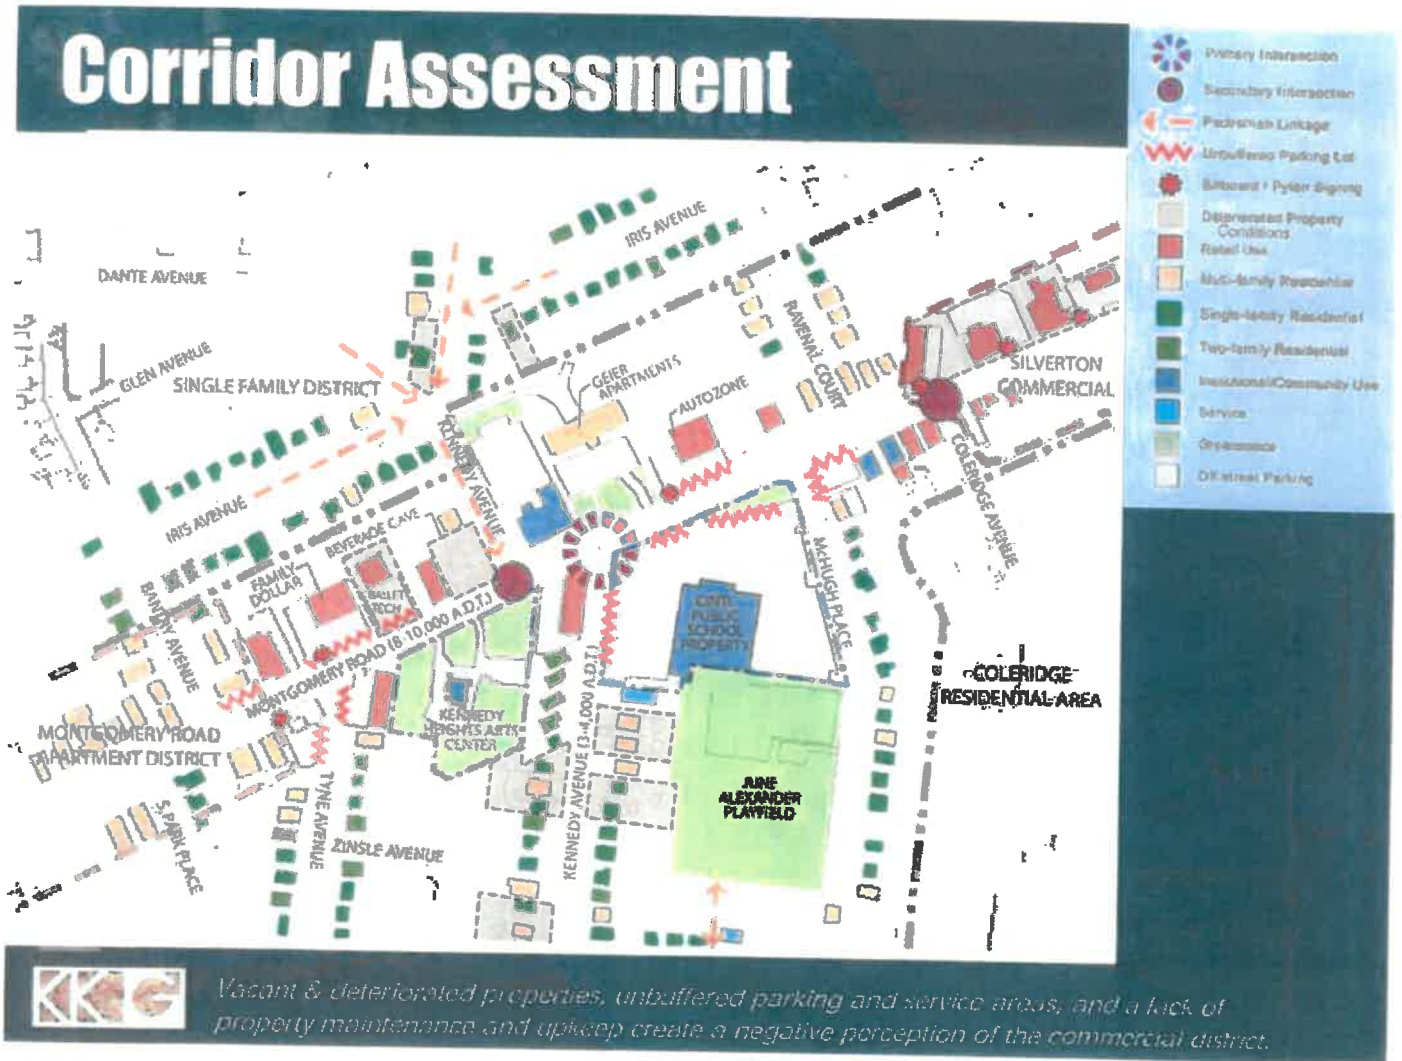 Corridor Assessment
Primary Intersection
Secondary Intersection
Pedestrian Linkage
Unbuffered Parking Lot
Billboard / Pylon Signing
Deteriorated Property
Conditions
Retail Use
Multi-family Residential
Single-family Residential
Two-family Residential
Institutional/Community Use
Service
Greenspace
Off-street Parking
IRIS AVENUE
DANTE AVENUE
GLEN AVENUE
SINGLE FAMILY DISTRICT
GEIER
APARTMENTS
AUTOZONE
RAVENAL COURT
SILVERTON
COMMERCIAL
KENNEDY AVENUE
COLERIDGE AVENUE
IRIS AVENUE
BEVERAGE CAVE
FAMILY
DOLLAR
BALLET
TECH
BANTRY AVENUE
MONTGOMERY ROAD (8-10,000 A.D.T.)
McHUGH PLACE
CINTI.
PUBLIC
SCHOOL
PROPERTY
COLERIDGE
RESIDENTIAL AREA
KENNEDY
HEIGHTS ARTS
CENTER
KENNEDY AVENUE (3-4,000 A.D.T.)
MONTGOMERY ROAD
APARTMENT DISTRICT
JUNE
ALEXANDER
PLAYFIELD
S. PARK PLACE
TYNE AVENUE
ZINSLE AVENUE
KKG
Vacant & deteriorated properties, unbuffered parking and service areas, and a lack of
property maintenance and upkeep create a negative perception of the commercial district.